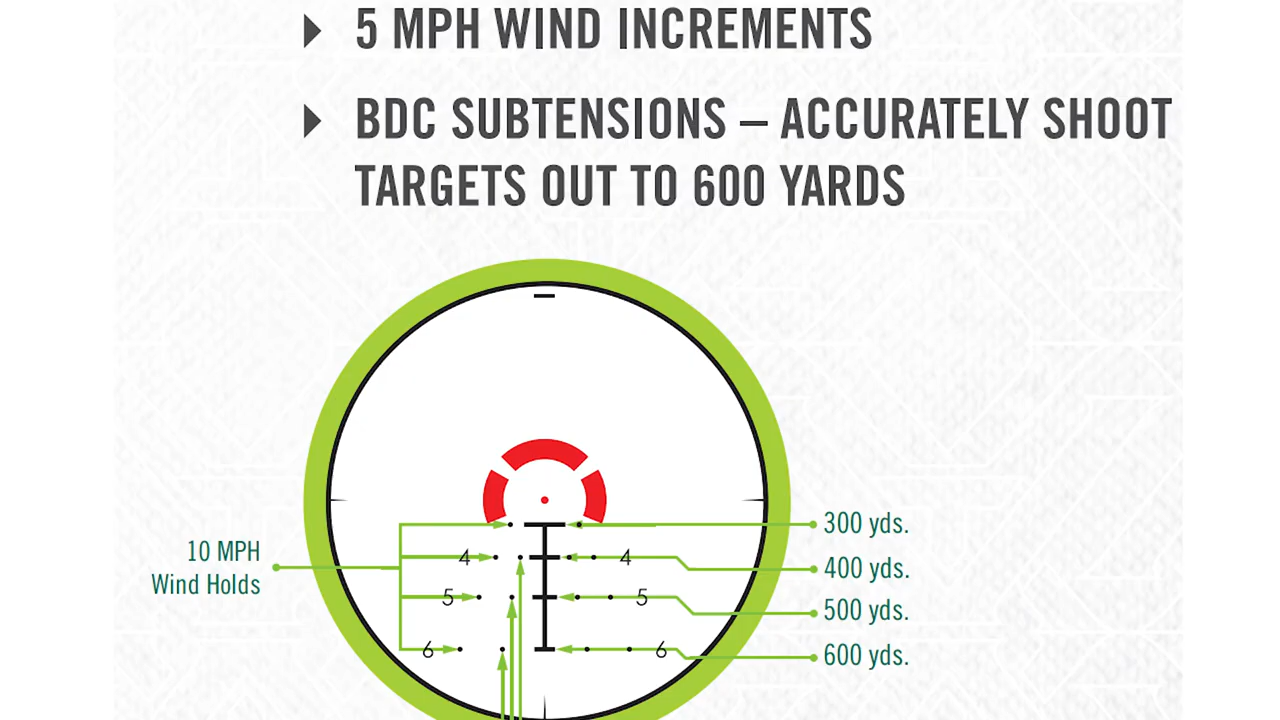 5 MPH WIND INCREMENTS
BDC SUBTENSIONS – ACCURATELY SHOOT
TARGETS OUT TO 600 YARDS
300 yds.
10 MPH
Wind Holds
4 4
400 yds.
5 5
500 yds.
6 6
600 yds.